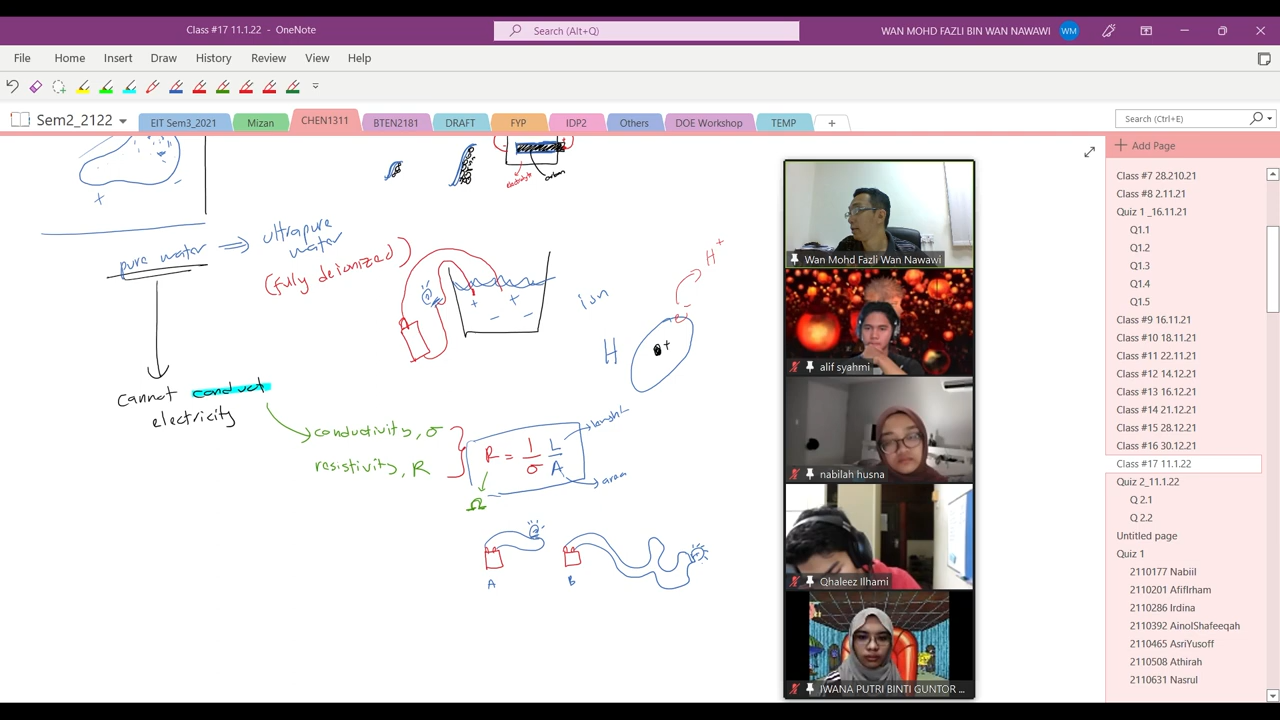 Class #17 11.1.22 - OneNote
Search (Alt+Q)
WAN MOHD FAZLI BIN WAN NAWAWI
WM
File Home Insert Draw History Review View Help
Sem2_2122
EIT Sem3_2021
Mizan
CHEN1311
BTEN2181
DRAFT
FYP
IDP2
Others
DOE Workshop
TEMP
+
Search (Ctrl+E)
electrolyte
carbon
+
-
pure water ⇒ ultrapure water
(fully deionized)
+ +
- -
ion
H
+
e-
H+
cannot conduct
electricity
conductivity, σ
resistivity, R
R = 1/σ L/A
Ω
area
A
B
Wan Mohd Fazli Wan Nawawi
alif syahmi
nabilah husna
Qhaleez Ilhami
IWANA PUTRI BINTI GUNTOR ...
Add Page
Class #7 28.210.21
Class #8 2.11.21
Quiz 1 _16.11.21
Q1.1
Q1.2
Q1.3
Q1.4
Q1.5
Class #9 16.11.21
Class #10 18.11.21
Class #11 22.11.21
Class #12 14.12.21
Class #13 16.12.21
Class #14 21.12.21
Class #15 28.12.21
Class #16 30.12.21
Class #17 11.1.22
Quiz 2_11.1.22
Q 2.1
Q 2.2
Untitled page
Quiz 1
2110177 Nabiil
2110201 AfifIrham
2110286 Irdina
2110392 AinolShafeeqah
2110465 AsriYusoff
2110508 Athirah
2110631 Nasrul